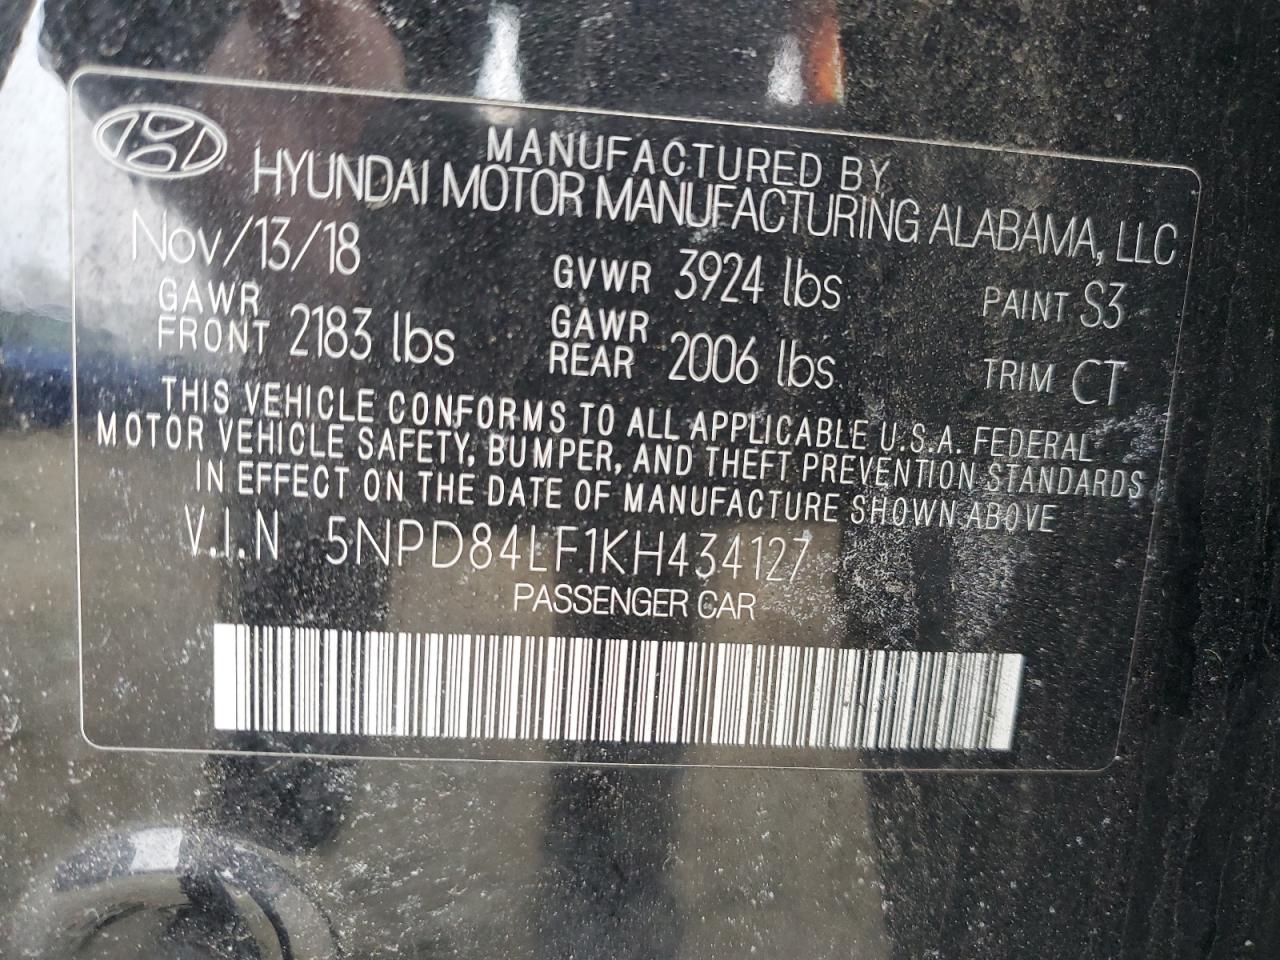 MANUFACTURED BY
HYUNDAI MOTOR MANUFACTURING ALABAMA, LLC
Nov/13/18 GVWR 3924 lbs PAINT S3
GAWR FRONT 2183 lbs GAWR REAR 2006 lbs TRIM CT
THIS VEHICLE CONFORMS TO ALL APPLICABLE U.S.A. FEDERAL
MOTOR VEHICLE SAFETY, BUMPER, AND THEFT PREVENTION STANDARDS
IN EFFECT ON THE DATE OF MANUFACTURE SHOWN ABOVE
V.I.N 5NPD84LF1KH434127
PASSENGER CAR